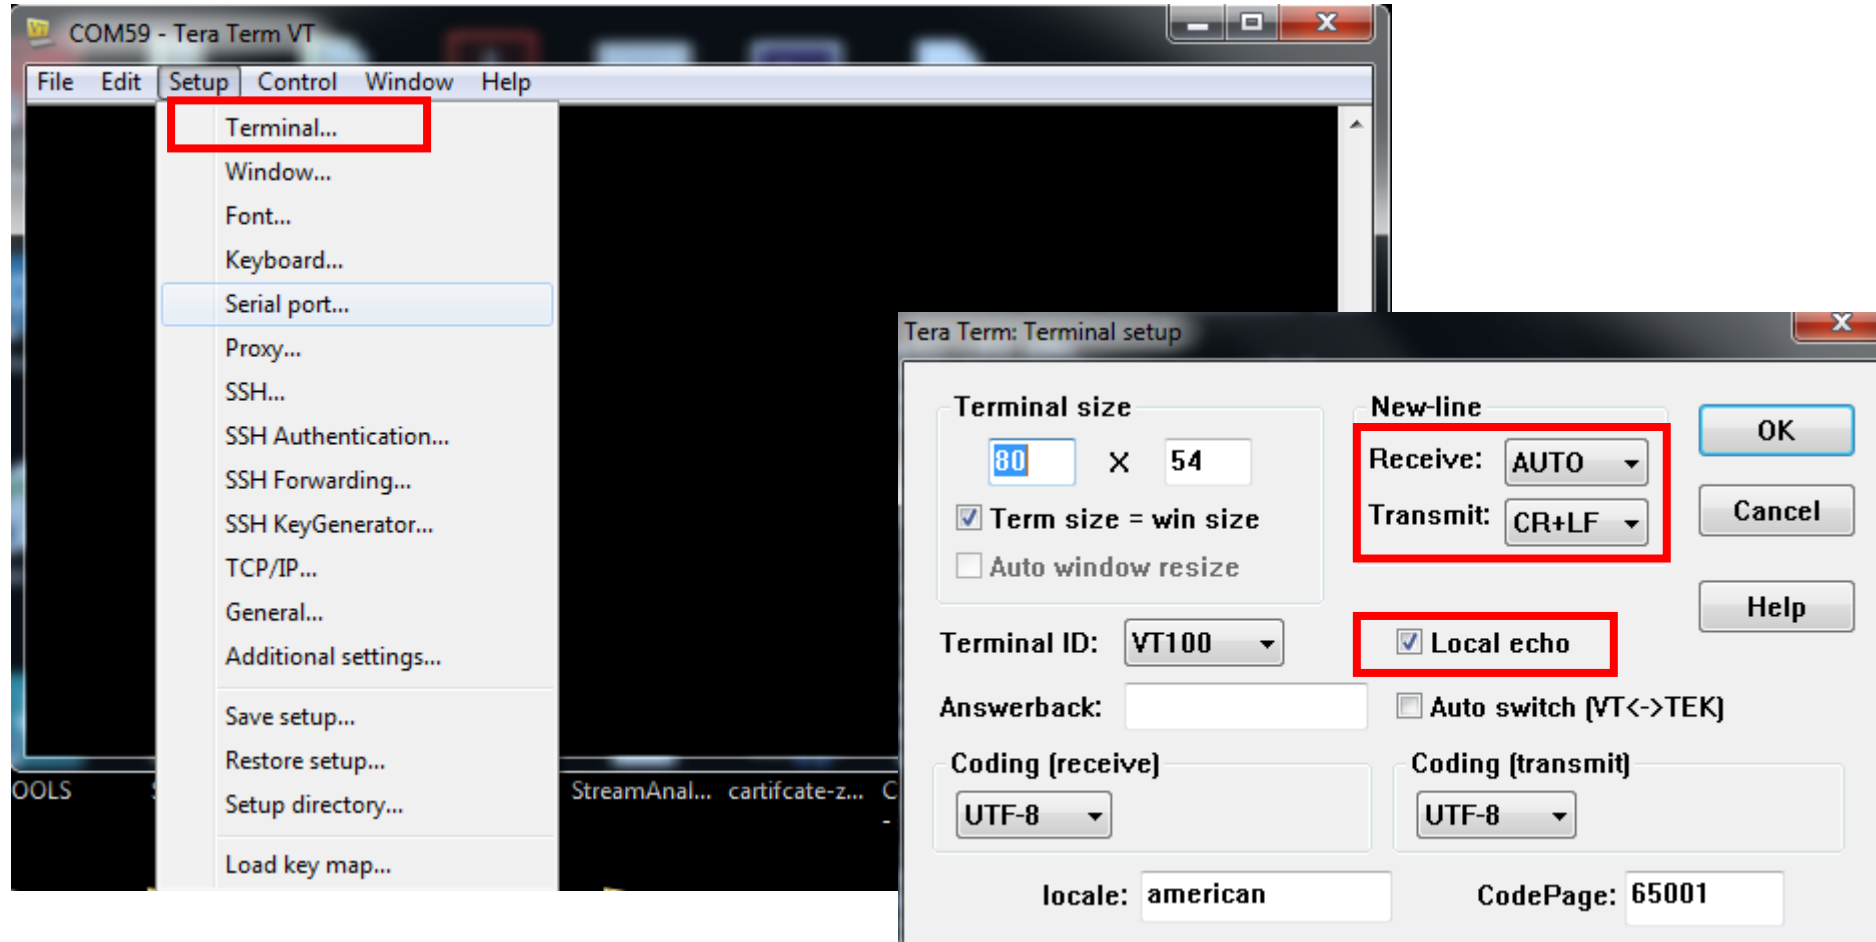 COM59 - Tera Term VT
File Edit Setup Control Window Help
Terminal...
Window...
Font...
Keyboard...
Serial port...
Proxy...
SSH...
SSH Authentication...
SSH Forwarding...
SSH KeyGenerator...
TCP/IP...
General...
Additional settings...
Save setup...
Restore setup...
Setup directory...
Load key map...
OOLS
StreamAnal... cartifcate-z...
Tera Term: Terminal setup
Terminal size
80 X 54
Term size = win size
Auto window resize
New-line
Receive: AUTO
Transmit: CR+LF
OK
Cancel
Help
Terminal ID: VT100
Local echo
Answerback:
Auto switch (VT<->TEK)
Coding (receive)
UTF-8
Coding (transmit)
UTF-8
locale: american
CodePage: 65001